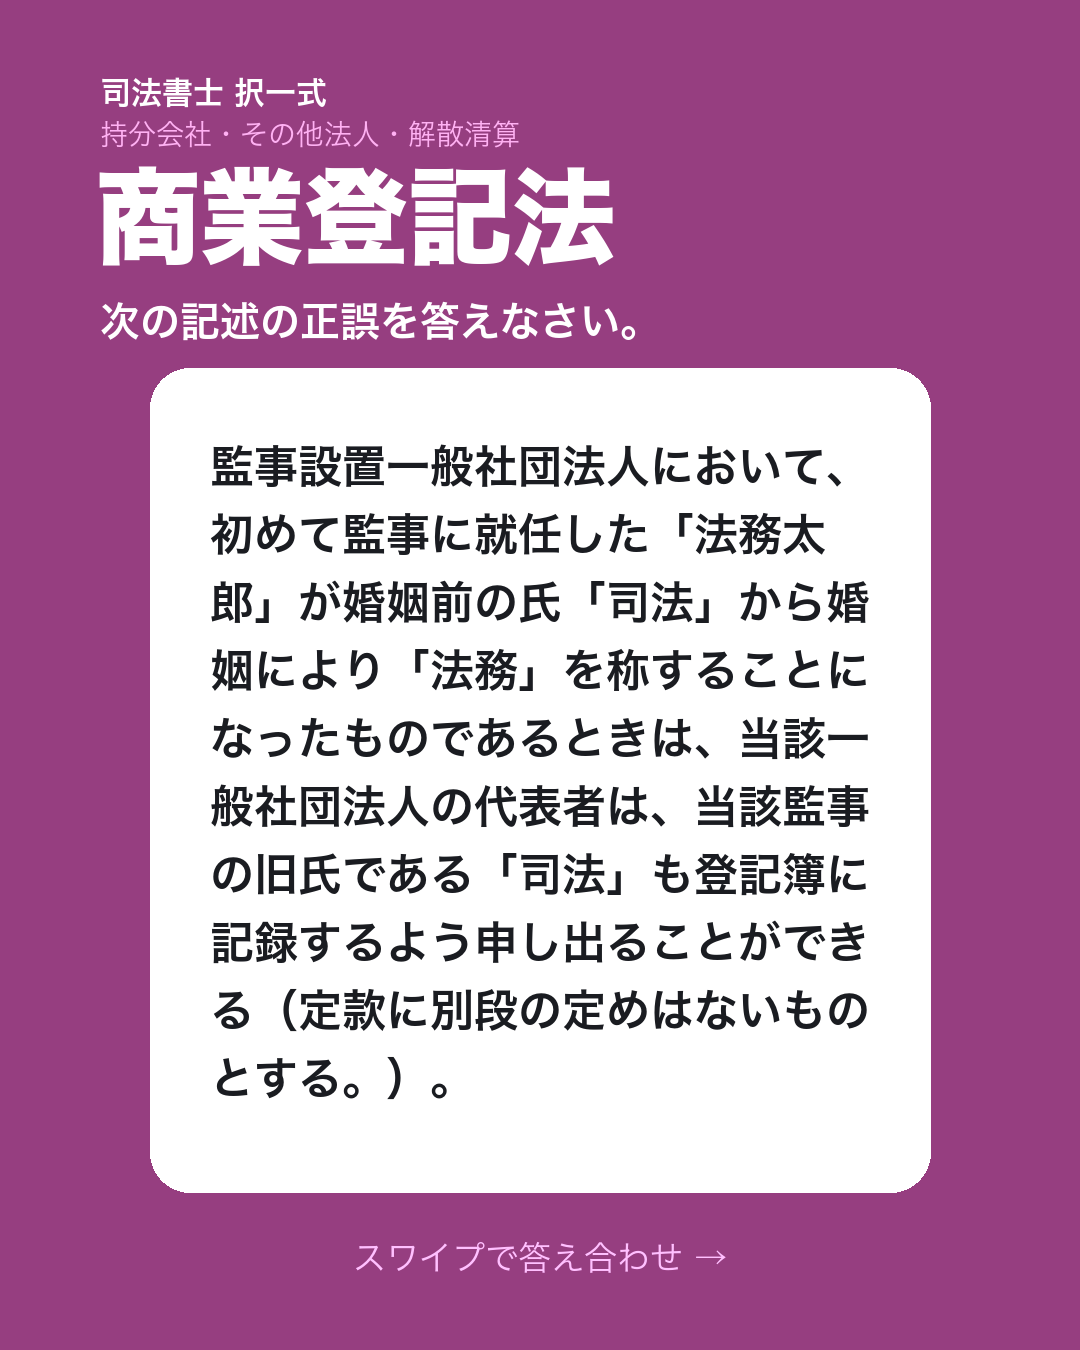 司法書士 択一式
持分会社・その他法人・解散清算
商業登記法
次の記述の正誤を答えなさい。
監事設置一般社団法人において、
初めて監事に就任した「法務太
郎」が婚姻前の氏「司法」から婚
姻により「法務」を称することに
なったものであるときは、当該一
般社団法人の代表者は、当該監事
の旧氏である「司法」も登記簿に
記録するよう申し出ることができ
る（定款に別段の定めはないもの
とする。）。
スワイプで答え合わせ →